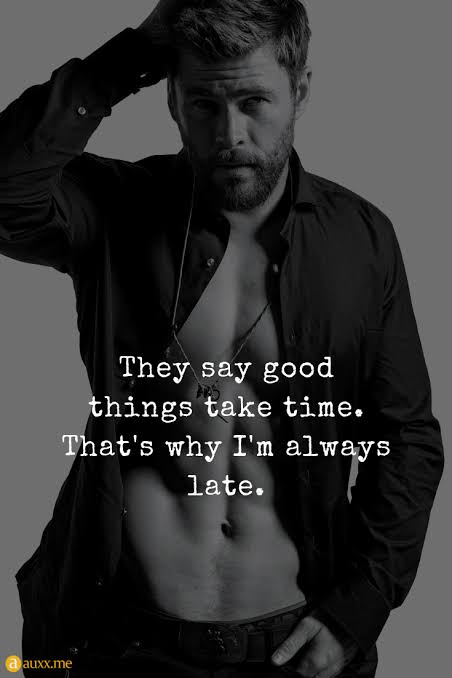 They say good
things take time.
That's why I'm always
late.
auxx.me